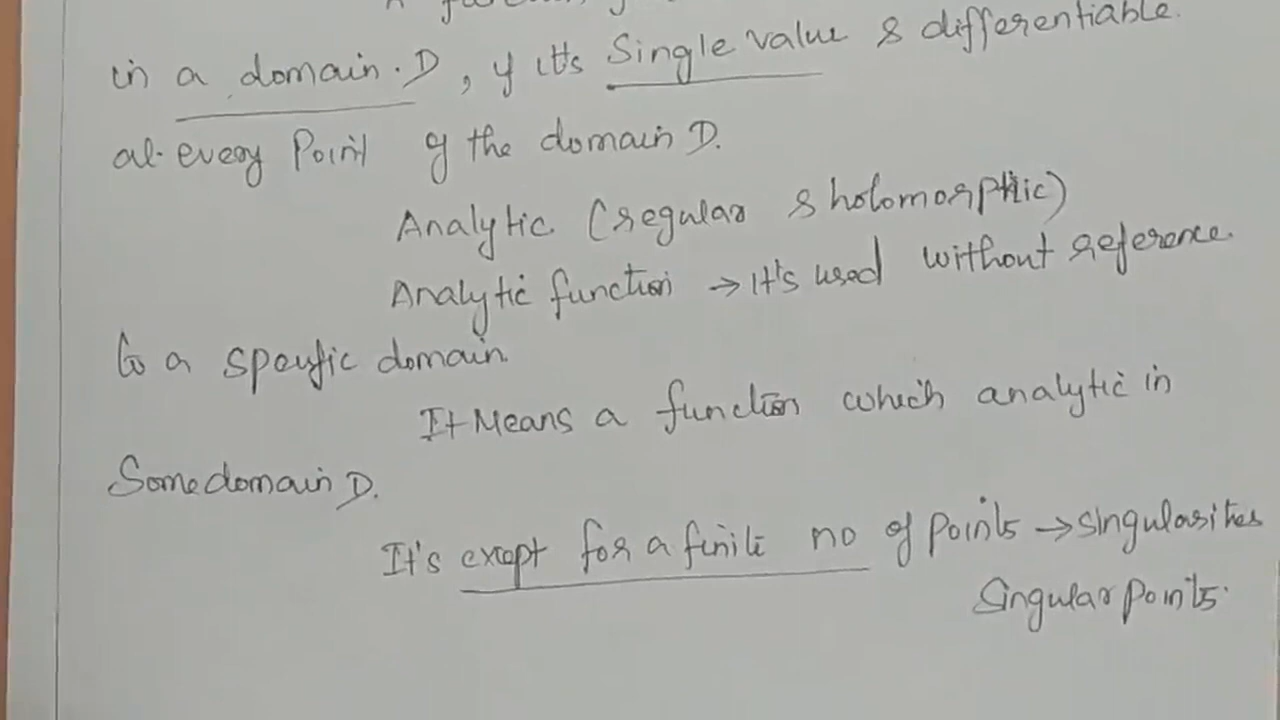 in a domain. D, if it's Single value & differentiable.
at every Point of the domain D.
Analytic (regular & holomorphic)
Analytic function → It's used without reference.
to a specific domain.
It Means a function which analytic in
Some domain D.
It's except for a finite no of points → singularities
Singular points.